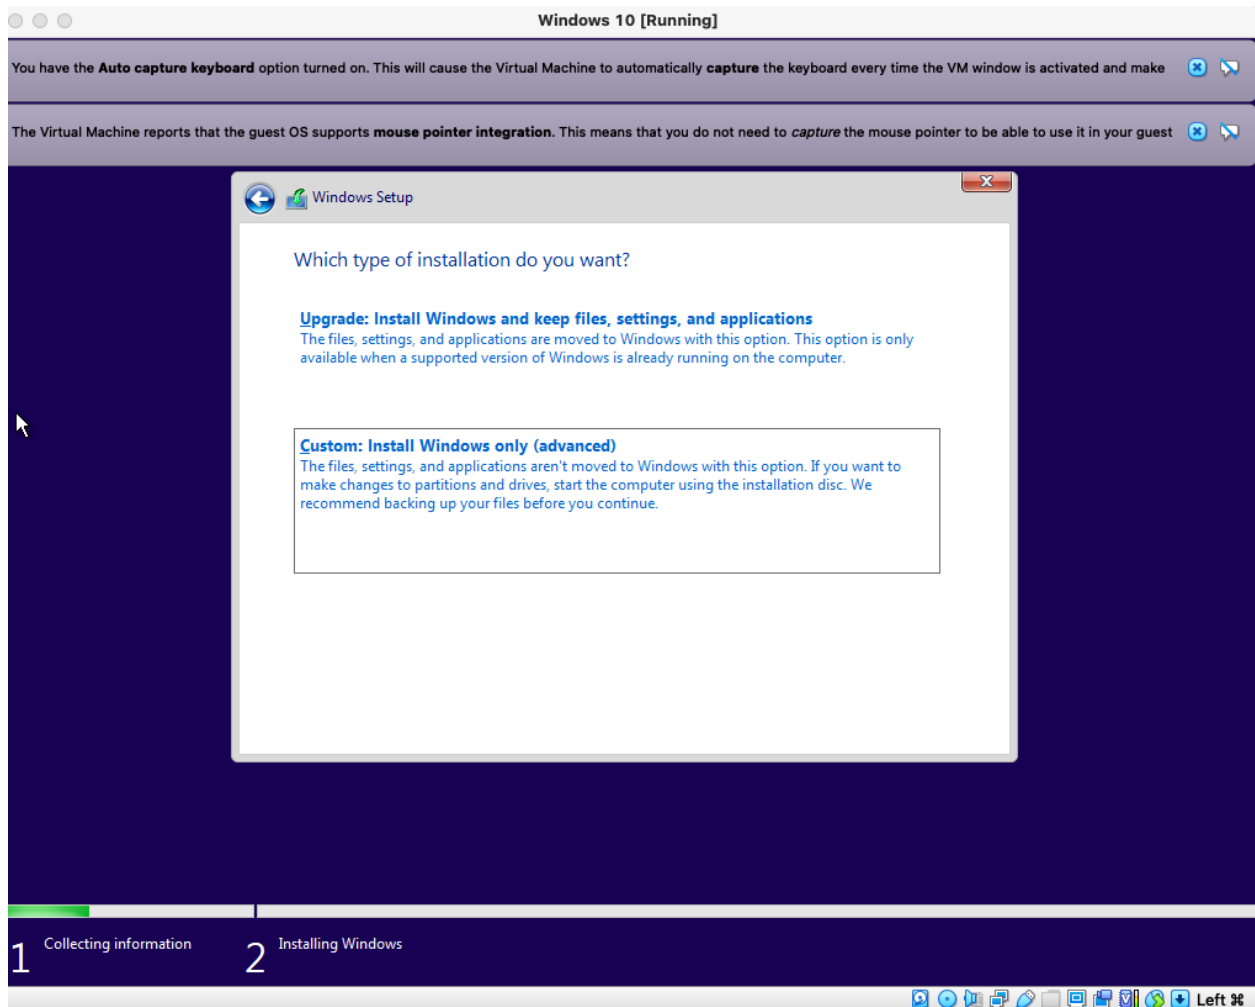 Windows 10 [Running]
You have the Auto capture keyboard option turned on. This will cause the Virtual Machine to automatically capture the keyboard every time the VM window is activated and make
The Virtual Machine reports that the guest OS supports mouse pointer integration. This means that you do not need to capture the mouse pointer to be able to use it in your guest
Windows Setup
Which type of installation do you want?
Upgrade: Install Windows and keep files, settings, and applications
The files, settings, and applications are moved to Windows with this option. This option is only
available when a supported version of Windows is already running on the computer.
Custom: Install Windows only (advanced)
The files, settings, and applications aren't moved to Windows with this option. If you want to
make changes to partitions and drives, start the computer using the installation disc. We
recommend backing up your files before you continue.
1 Collecting information 2 Installing Windows
Left ⌘